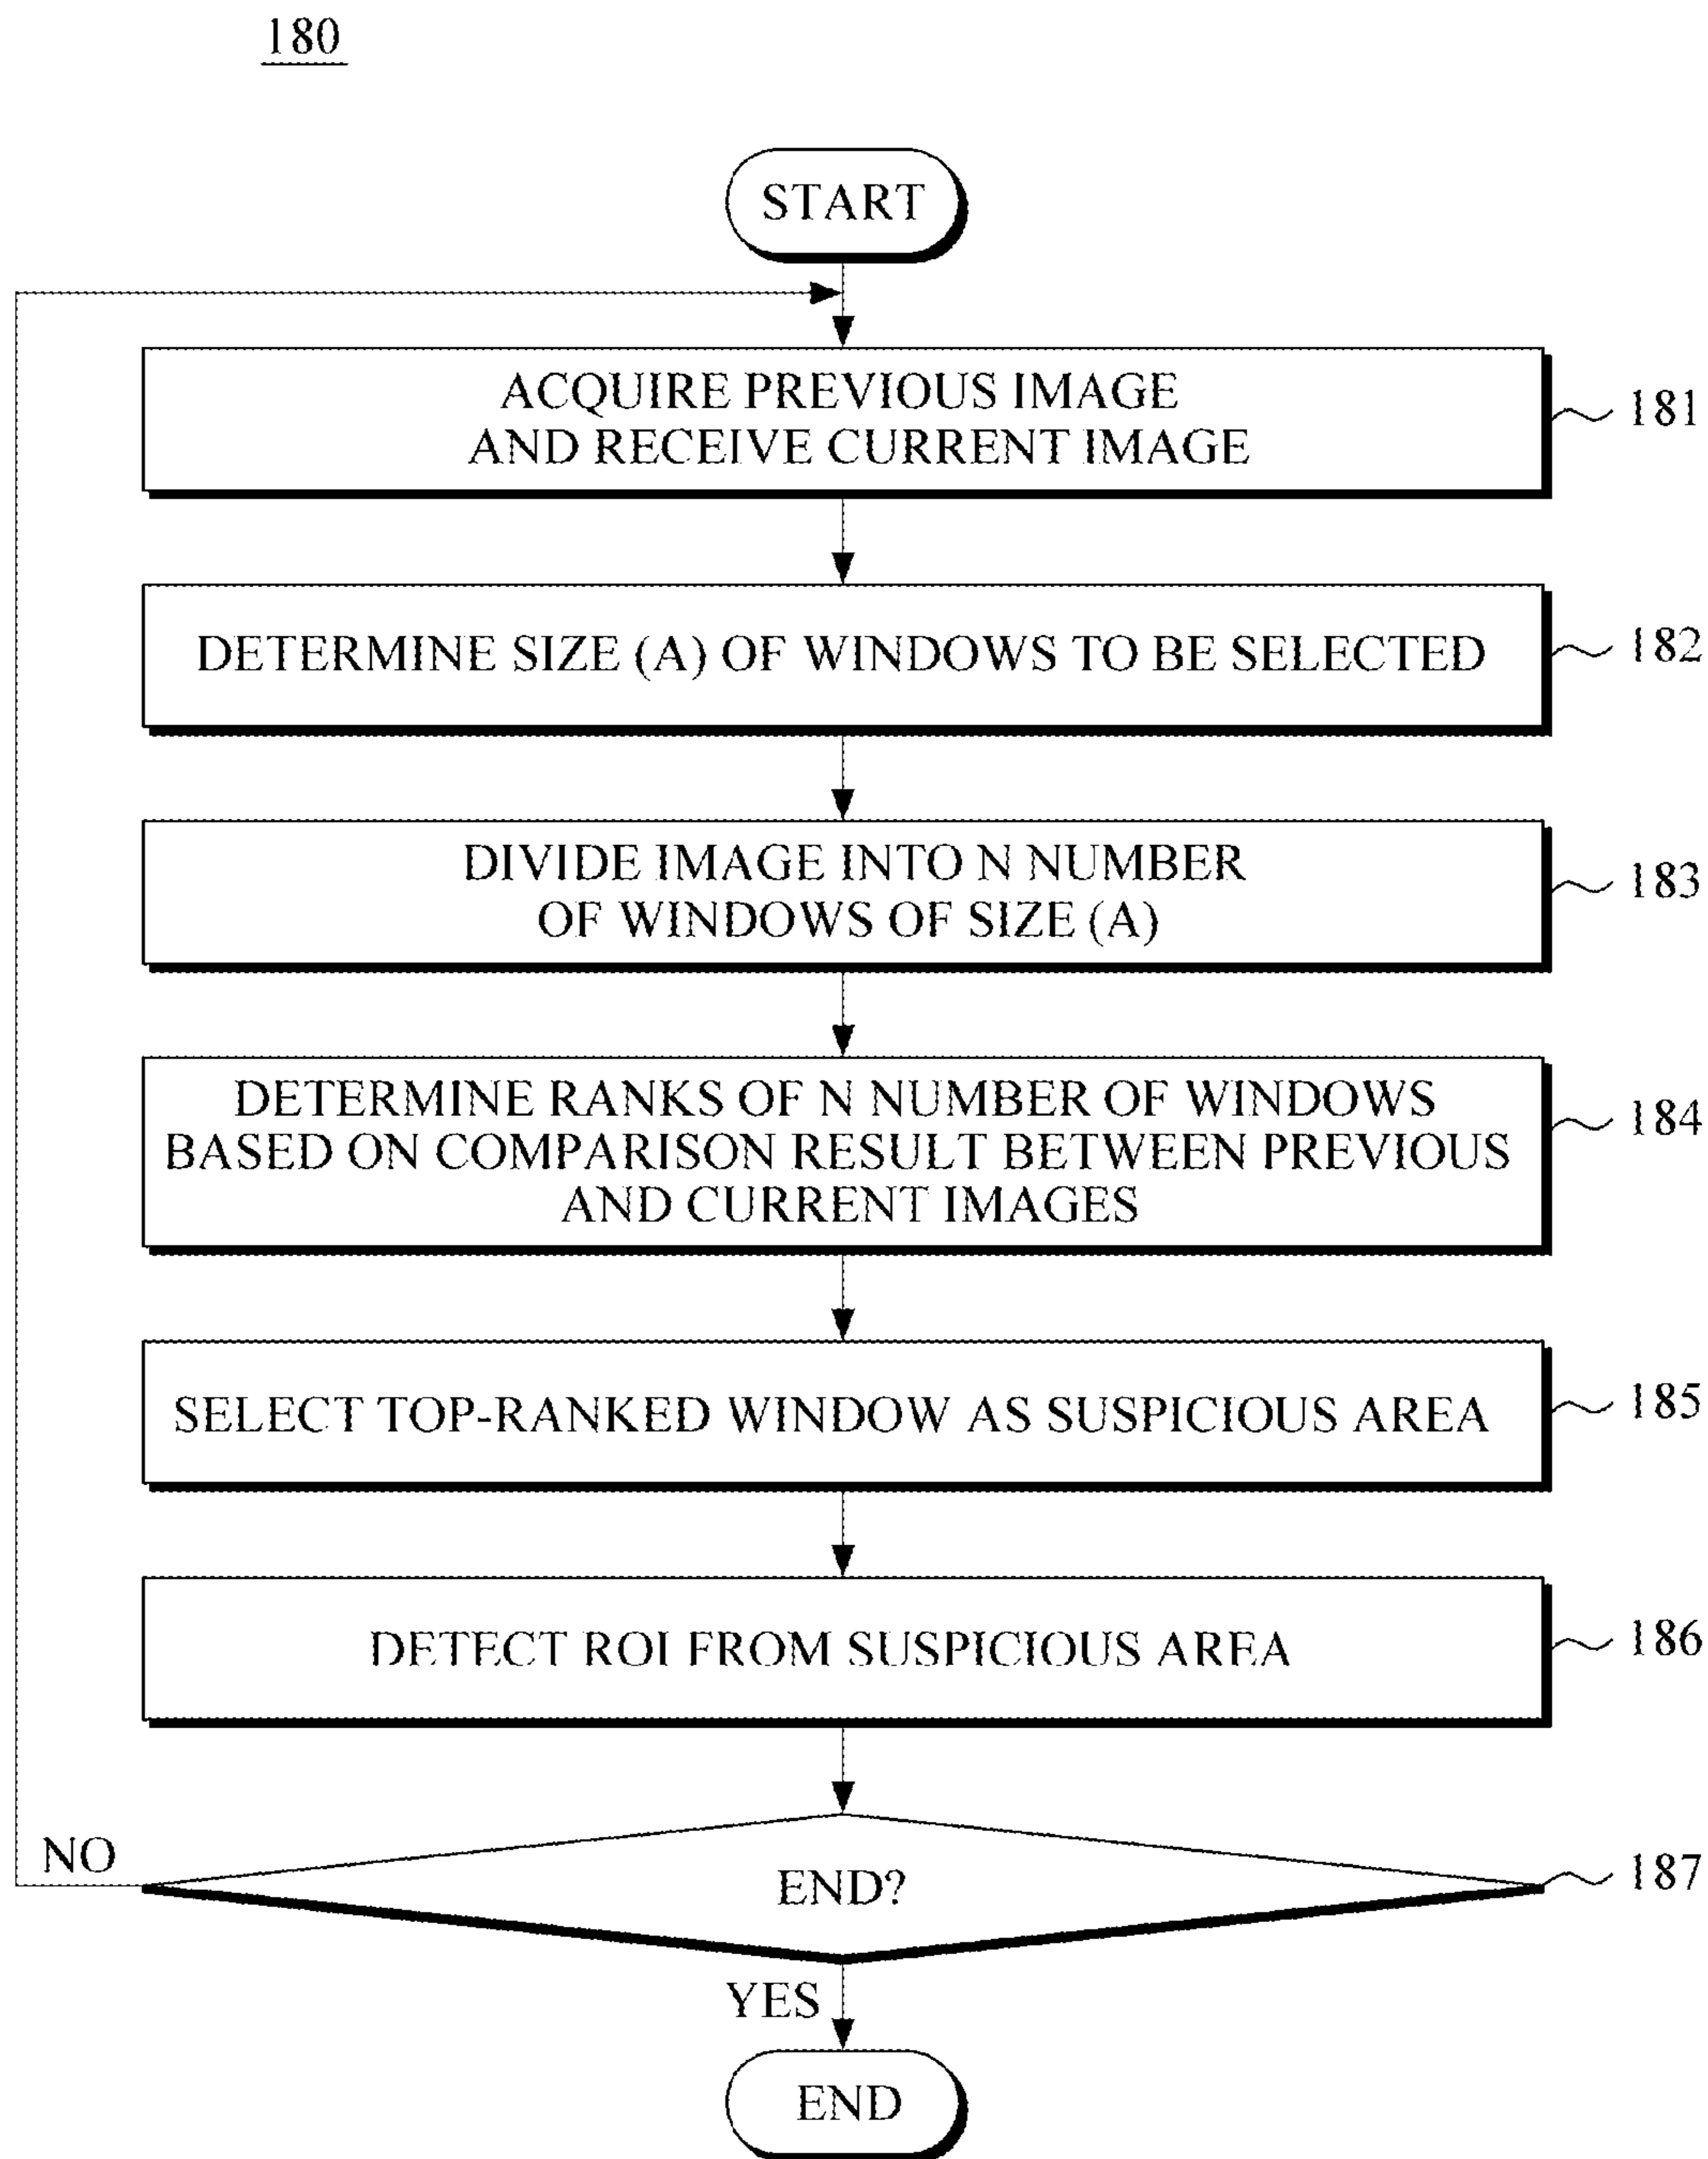 180
START
ACQUIRE PREVIOUS IMAGE
AND RECEIVE CURRENT IMAGE
181
DETERMINE SIZE (A) OF WINDOWS TO BE SELECTED
182
DIVIDE IMAGE INTO N NUMBER
OF WINDOWS OF SIZE (A)
183
DETERMINE RANKS OF N NUMBER OF WINDOWS
BASED ON COMPARISON RESULT BETWEEN PREVIOUS
AND CURRENT IMAGES
184
SELECT TOP-RANKED WINDOW AS SUSPICIOUS AREA
185
DETECT ROI FROM SUSPICIOUS AREA
186
NO
END?
187
YES
END